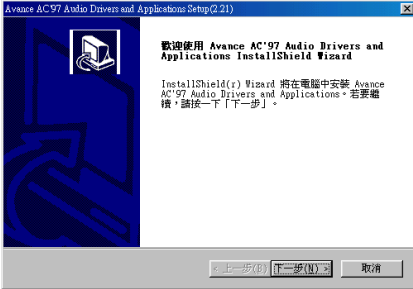 Avance AC'97 Audio Drivers and Applications Setup(2.21)
歡迎使用 Avance AC'97 Audio Drivers and
Applications InstallShield Wizard
InstallShield(r) Wizard 將在電腦中安裝 Avance
AC'97 Audio Drivers and Applications。若要繼
續，請按一下「下一步」。
< 上一步(B) 下一步(N) > 取消